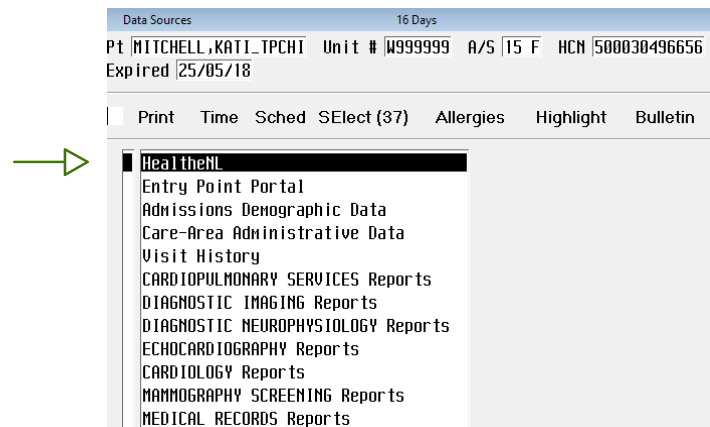 Data Sources 16 Days
Pt MITCHELL,KATI_TPCHI Unit # W999999 A/S 15 F HCN 500030496656
Expired 25/05/18
Print Time Sched SElect (37) Allergies Highlight Bulletin
HealtheNL
Entry Point Portal
Admissions Demographic Data
Care-Area Administrative Data
Visit History
CARDIOPULMONARY SERVICES Reports
DIAGNOSTIC IMAGING Reports
DIAGNOSTIC NEUROPHYSIOLOGY Reports
ECHOCARDIOGRAPHY Reports
CARDIOLOGY Reports
MAMMOGRAPHY SCREENING Reports
MEDICAL RECORDS Reports